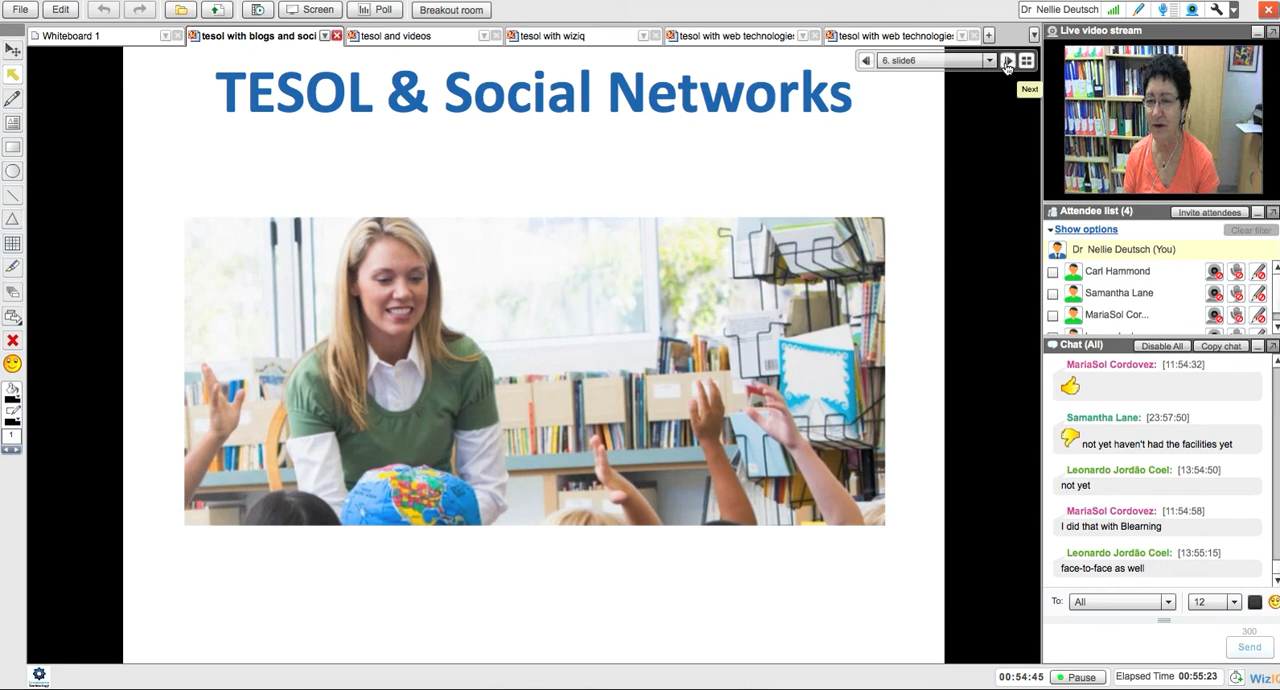 File Edit Screen Poll Breakout room Dr Nellie Deutsch
Whiteboard 1 tesol with blogs and soci tesol and videos tesol with wiziq tesol with web technologies tesol with web technologies
6. slide6
Next
TESOL & Social Networks
Live video stream
Attendee list (4) Invite attendees
Show options Clear filter
Dr Nellie Deutsch (You)
Carl Hammond
Samantha Lane
MariaSol Cor...
Chat (All) Disable All Copy chat
MariaSol Cordovez: [11:54:32]
Samantha Lane: [23:57:50]
not yet haven't had the facilities yet
Leonardo Jordão Coel: [13:54:50]
not yet
MariaSol Cordovez: [11:54:58]
I did that with Blearning
Leonardo Jordão Coel: [13:55:15]
face-to-face as well
To: All 12
300
Send
1
00:54:45 Pause Elapsed Time 00:55:23 WizI